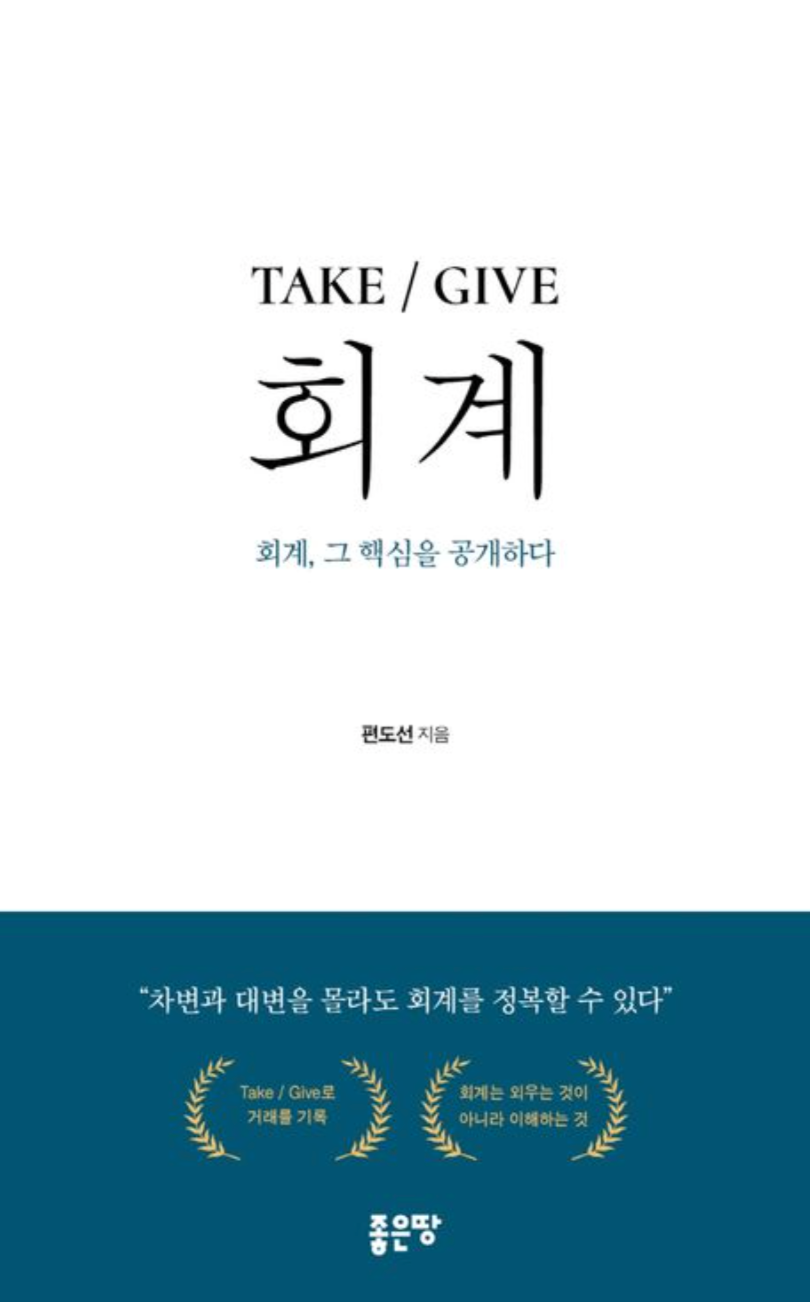 TAKE / GIVE
회계
회계, 그 핵심을 공개하다
편도선 지음
“차변과 대변을 몰라도 회계를 정복할 수 있다”
Take / Give로
거래를 기록
회계는 외우는 것이
아니라 이해하는 것
좋은땅